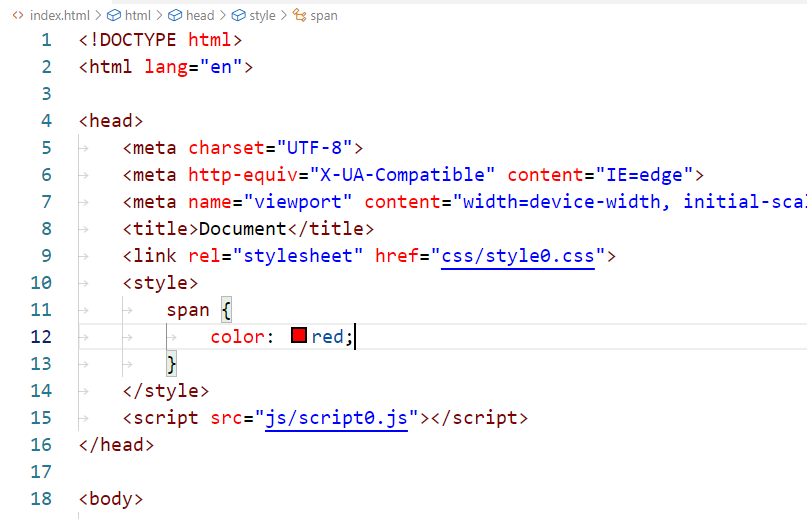 index.html > html > head > style > span
1 <!DOCTYPE html>
2 <html lang="en">
3
4 <head>
5 <meta charset="UTF-8">
6 <meta http-equiv="X-UA-Compatible" content="IE=edge">
7 <meta name="viewport" content="width=device-width, initial-scal
8 <title>Document</title>
9 <link rel="stylesheet" href="css/style0.css">
10 <style>
11 span {
12 color: red;
13 }
14 </style>
15 <script src="js/script0.js"></script>
16 </head>
17
18 <body>